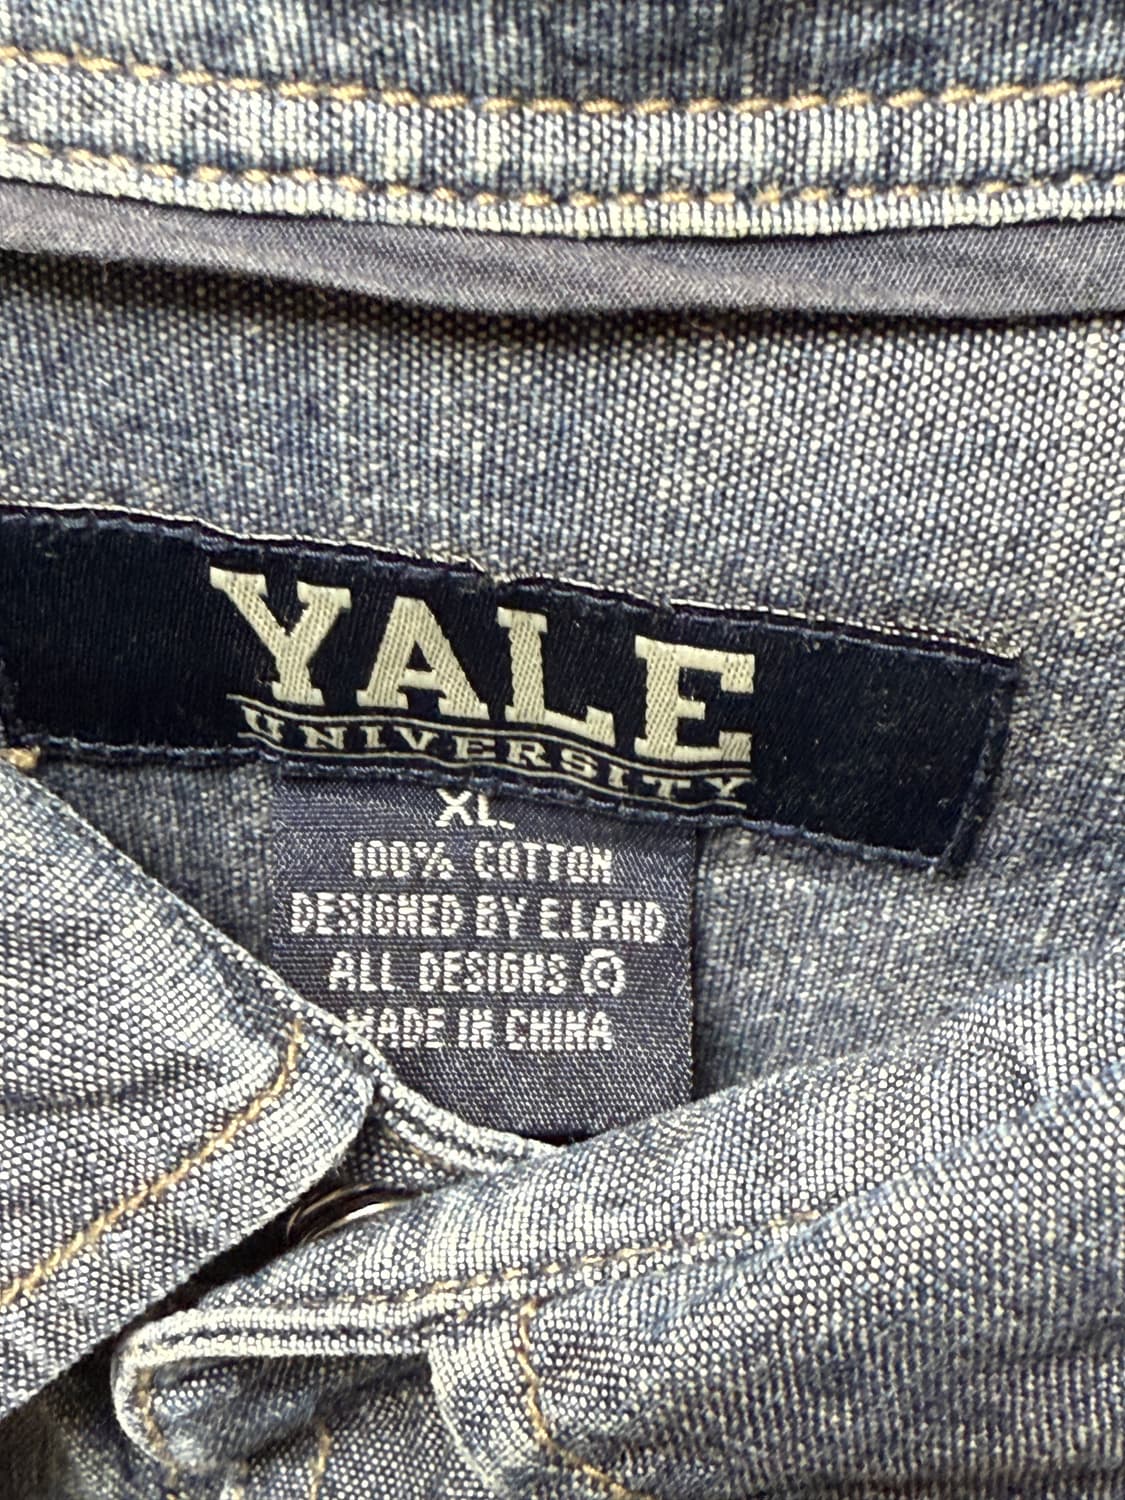 YALE
UNIVERSITY
XL
100% COTTON
DESIGNED BY E.LAND
ALL DESIGNS ©
MADE IN CHINA